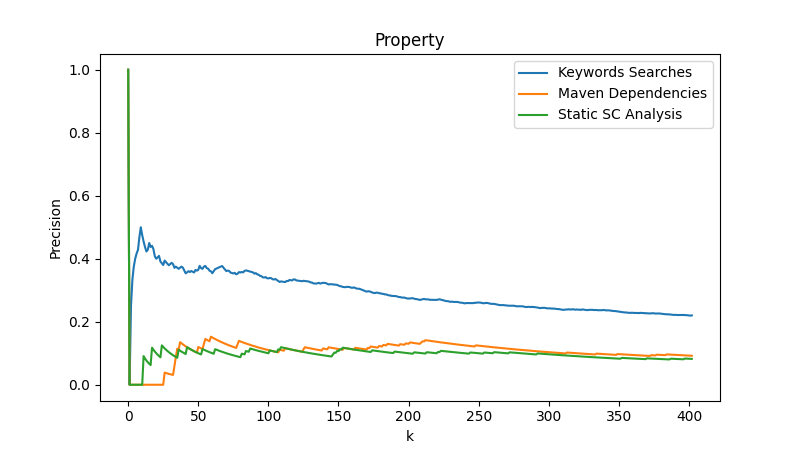 Property
Keywords Searches
Maven Dependencies
Static SC Analysis
Precision
1.0
0.8
0.6
0.4
0.2
0.0
0 50 100 150 200 250 300 350 400
k